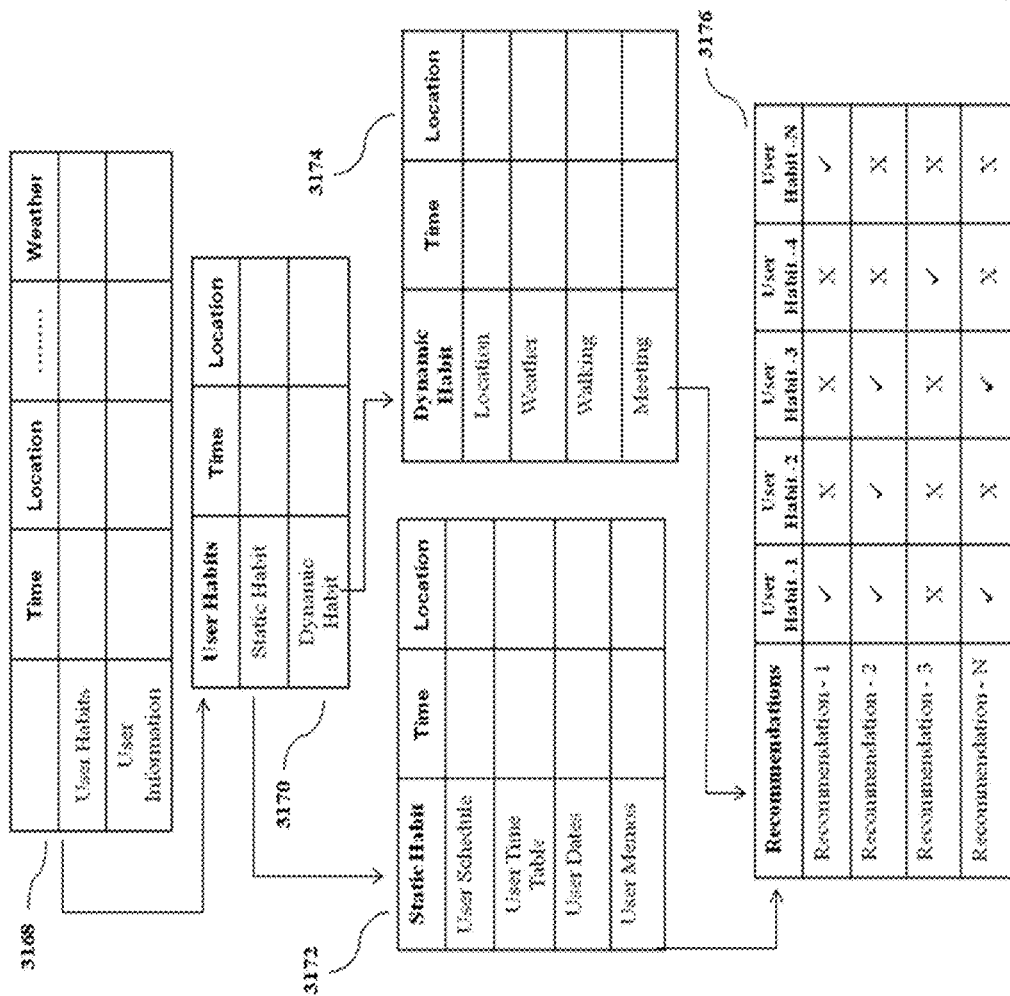 3168
Time Location ........ Weather
User Habits
User
Information
3170
User Habits Time Location
Static Habit
Dynamic
Habit
3172
Static Habit Time Location
User Schedule
User Time
Table
User Dates
User Memos
3174
Dynamic
Habit Time Location
Location
Weather
Walking
Meeting
3176
Recommendations User
Habit -1 User
Habit -2 User
Habit -3 User
Habit -4 User
Habit -N
Recommendation - 1 ✓ X X X ✓
Recommendation - 2 ✓ ✓ ✓ X X
Recommendation - 3 X X X ✓ X
Recommendation - N ✓ X ✓ X X